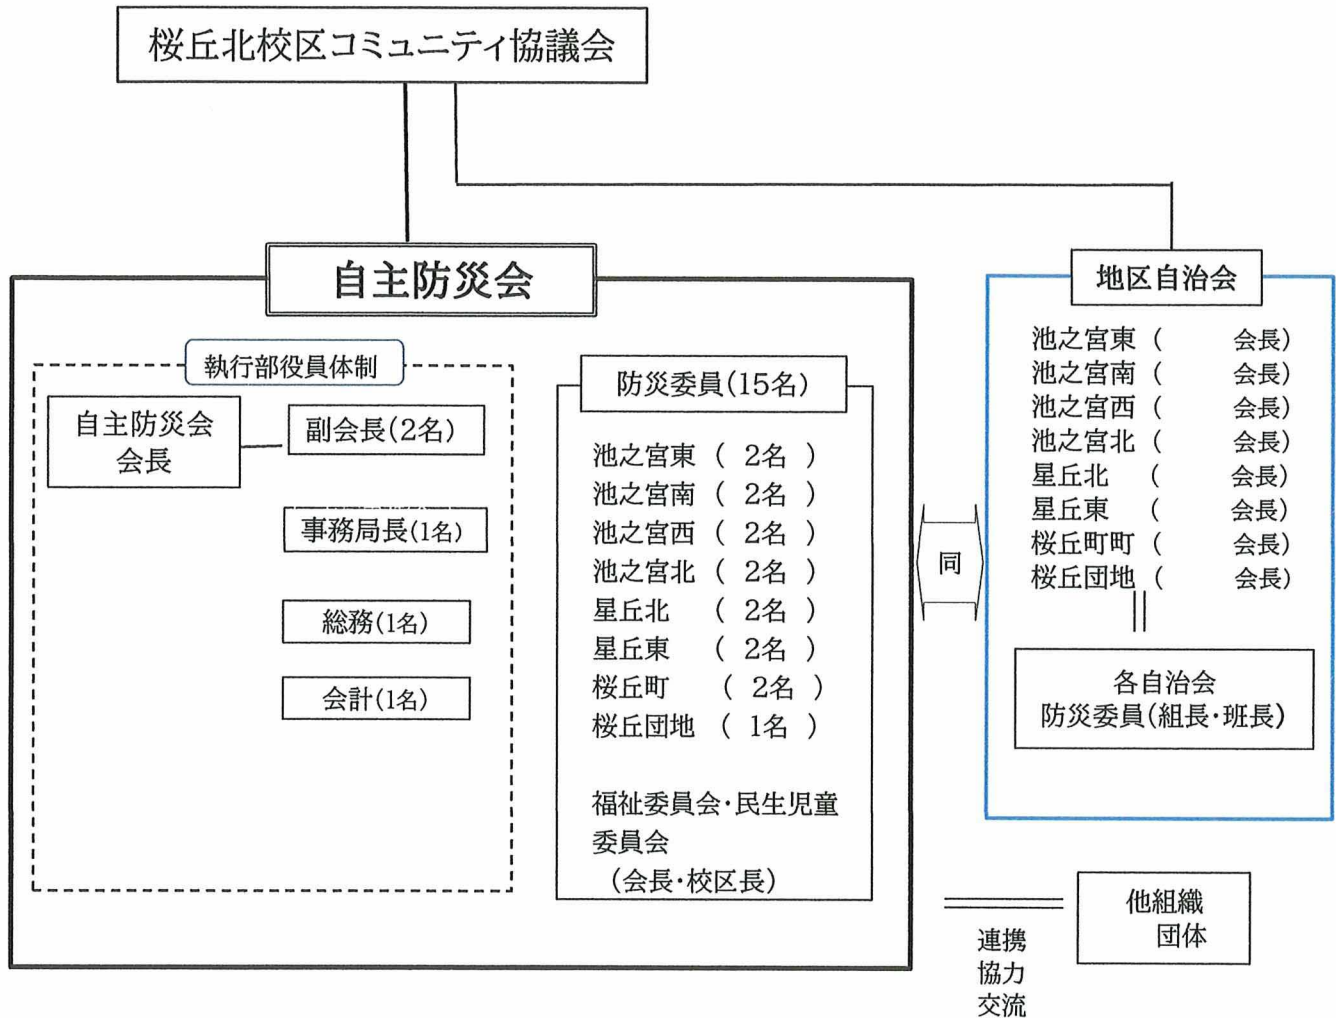 桜丘北校区コミュニティ協議会
自主防災会
執行部役員体制
自主防災会
会長
副会長(2名)
事務局長(1名)
総務(1名)
会計(1名)
防災委員(15名)
池之宮東 ( 2名 )
池之宮南 ( 2名 )
池之宮西 ( 2名 )
池之宮北 ( 2名 )
星丘北 ( 2名 )
星丘東 ( 2名 )
桜丘町 ( 2名 )
桜丘団地 ( 1名 )
福祉委員会・民生児童
委員会
(会長・校区長)
同
地区自治会
池之宮東 ( 会長)
池之宮南 ( 会長)
池之宮西 ( 会長)
池之宮北 ( 会長)
星丘北 ( 会長)
星丘東 ( 会長)
桜丘町町 ( 会長)
桜丘団地 ( 会長)
各自治会
防災委員(組長・班長)
連携
協力
交流
他組織
団体